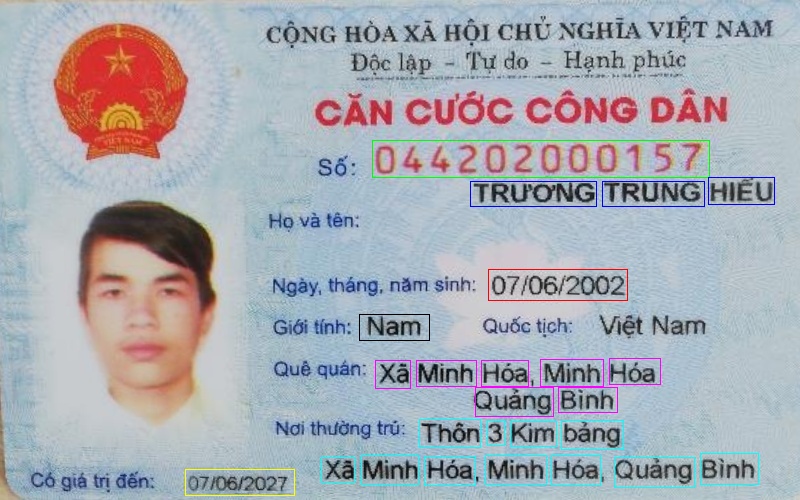 CỘNG HÒA XÃ HỘI CHỦ NGHĨA VIỆT NAM
Độc lập - Tự do - Hạnh phúc
CĂN CƯỚC CÔNG DÂN
Số: 044202000157
TRƯƠNG TRUNG HIẾU
Họ và tên:
Ngày, tháng, năm sinh: 07/06/2002
Giới tính: Nam Quốc tịch: Việt Nam
Quê quán: Xã Minh Hóa, Minh Hóa
Quảng Bình
Nơi thường trú: Thôn 3 Kim bảng
Xã Minh Hóa, Minh Hóa, Quảng Bình
Có giá trị đến: 07/06/2027
VIỆT NAM